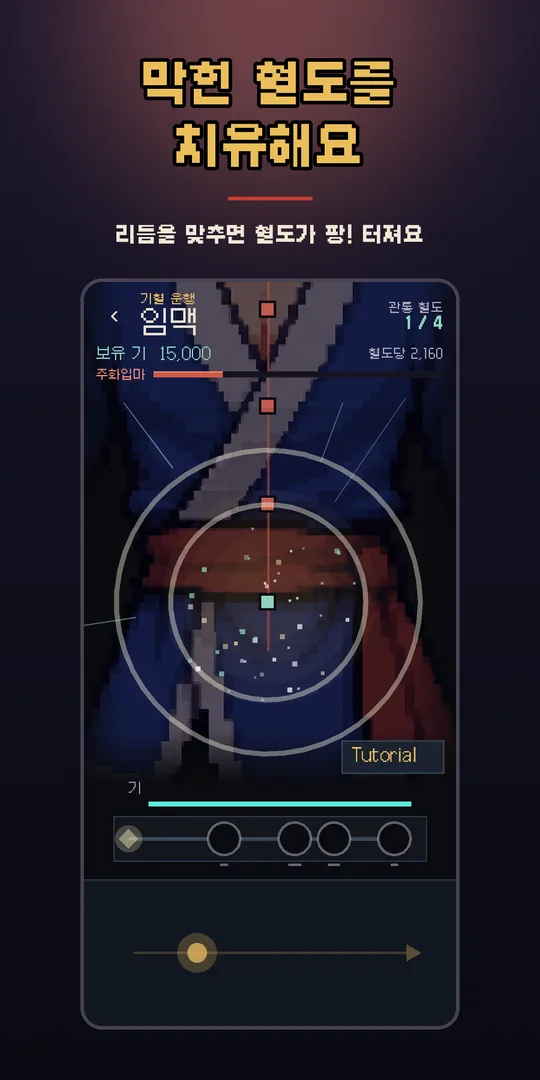 막힌 혈도를
치유해요
리듬을 맞추면 혈도가 팡! 터져요
‹ 기혈 운행
임맥
관통 혈도
1 / 4
보유 기 15,000
혈도당 2,160
주화입마
Tutorial
기